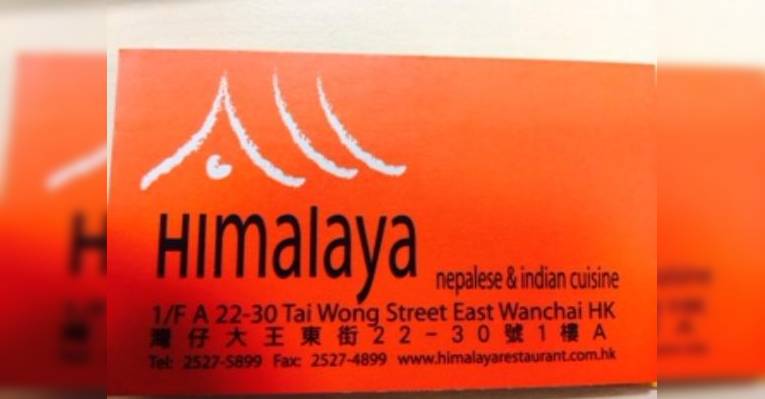 Himalaya
nepalese & indian cuisine
1/F A 22-30 Tai Wong Street East Wanchai HK
灣仔大王東街22-30號1樓A
Tel: 2527-5899 Fax: 2527-4899 www.himalayarestaurant.com.hk